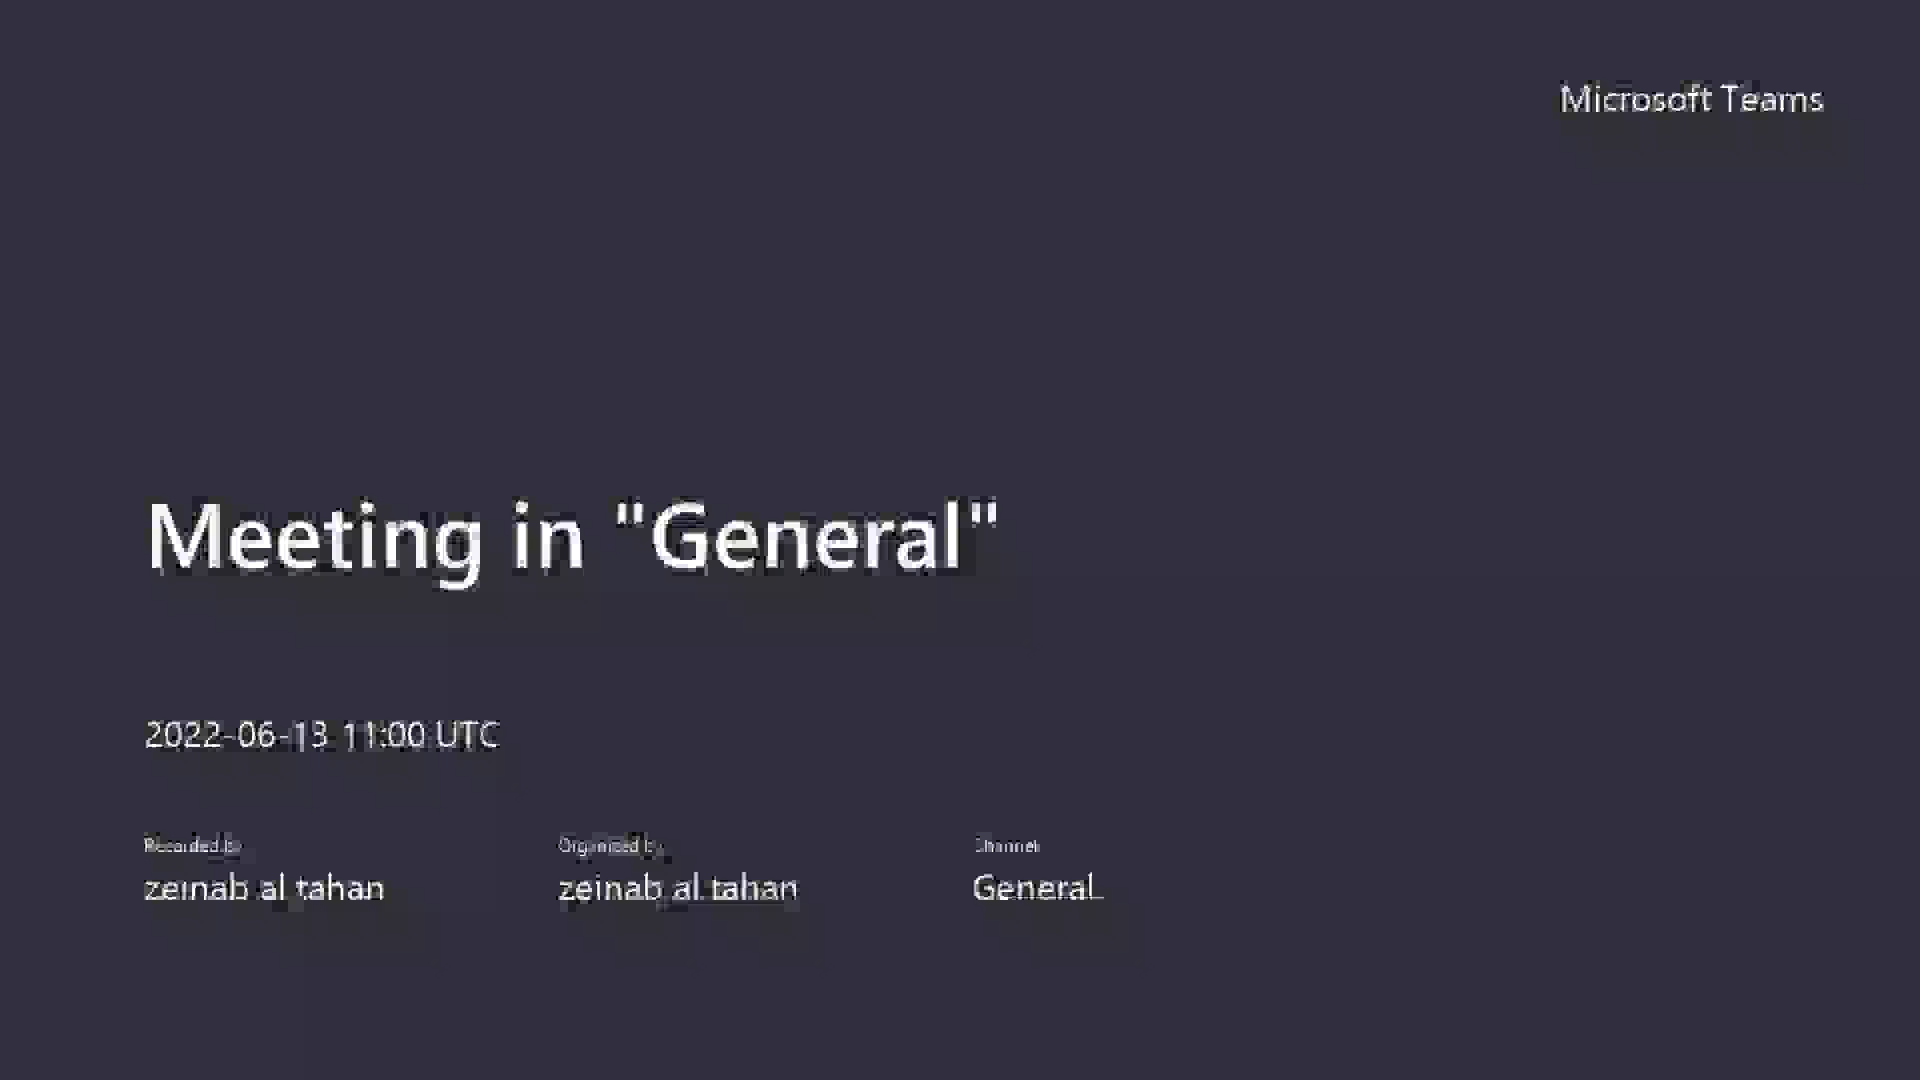 Microsoft Teams
Meeting in "General"
2022-06-13 11:00 UTC
Recorded by
Organized by
Channel
zeinab al tahan
zeinab al tahan
General